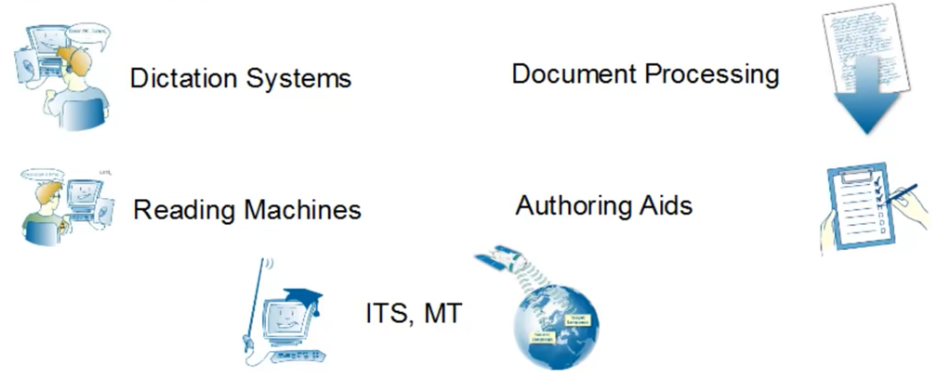 Dictation Systems
Document Processing
Reading Machines
Authoring Aids
ITS, MT